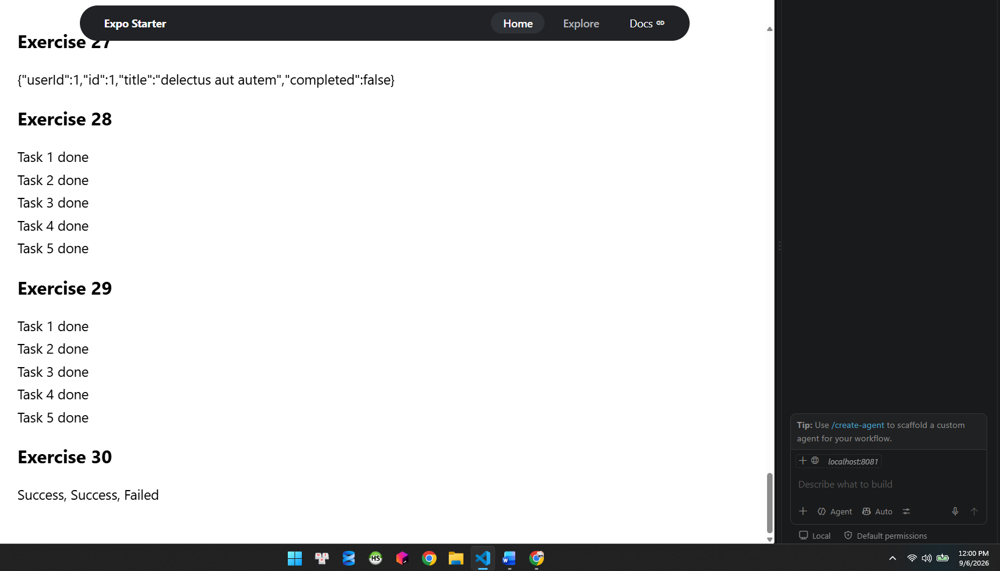 Expo Starter
Home
Explore
Docs
Exercise 27
{"userId":1,"id":1,"title":"delectus aut autem","completed":false}
Exercise 28
Task 1 done
Task 2 done
Task 3 done
Task 4 done
Task 5 done
Exercise 29
Task 1 done
Task 2 done
Task 3 done
Task 4 done
Task 5 done
Exercise 30
Success, Success, Failed
Tip: Use /create-agent to scaffold a custom
agent for your workflow.
localhost:8081
Describe what to build
Agent
Auto
Local
Default permissions
HS
W
12:00 PM
9/6/2026